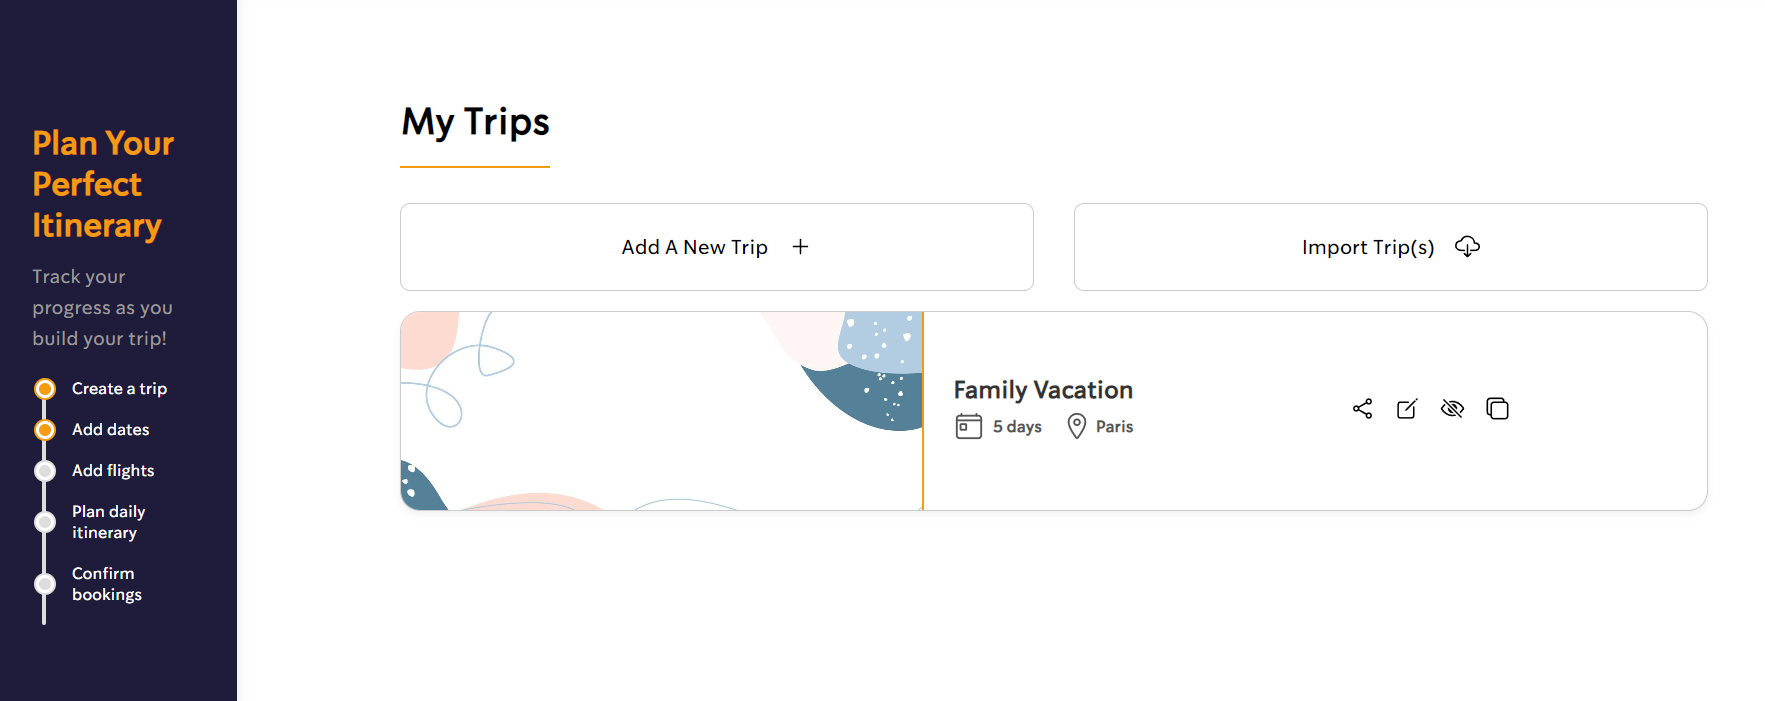 Plan Your
Perfect
Itinerary
Track your
progress as you
build your trip!
Create a trip
Add dates
Add flights
Plan daily
itinerary
Confirm
bookings
My Trips
Add A New Trip
Import Trip(s)
Family Vacation
5 days
Paris